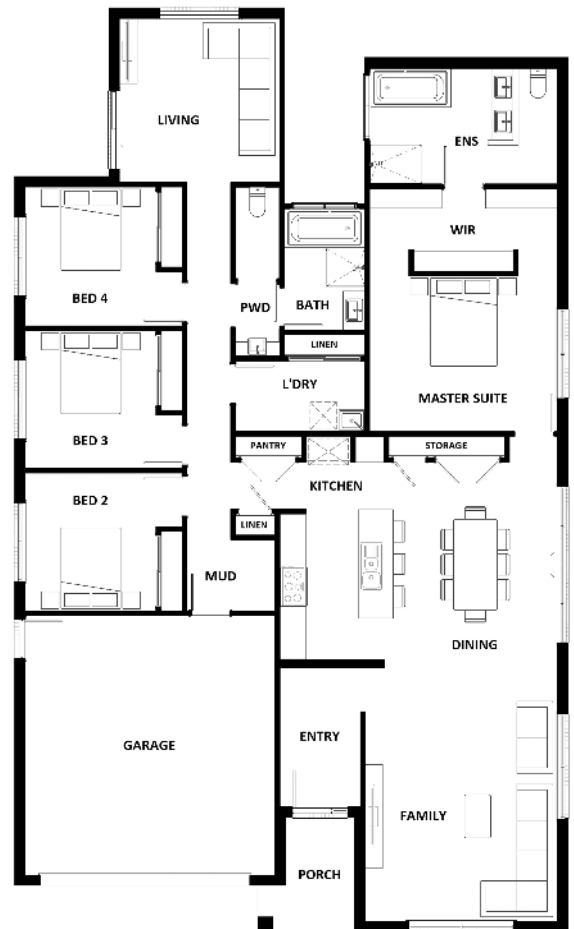 LIVING
ENS
WIR
BED 4
PWD
BATH
LINEN
L'DRY
MASTER SUITE
BED 3
PANTRY
STORAGE
KITCHEN
BED 2
LINEN
MUD
DINING
ENTRY
GARAGE
FAMILY
PORCH